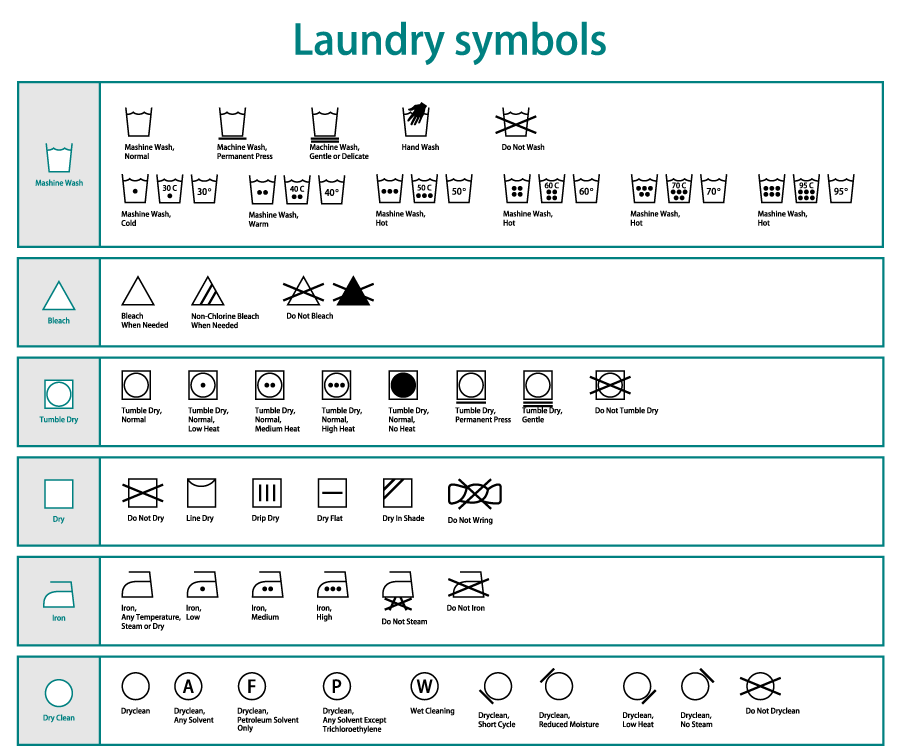 Laundry symbols
Mashine Wash
Mashine Wash,
Normal
Machine Wash,
Permanent Press
Mashine Wash,
Gentle or Delicate
Hand Wash
Do Not Wash
30 C
30°
40 C
40°
50 C
50°
60 C
60°
70 C
70°
95 C
95°
Mashine Wash,
Cold
Mashine Wash,
Warm
Mashine Wash,
Hot
Mashine Wash,
Hot
Mashine Wash,
Hot
Mashine Wash,
Hot
Bleach
Bleach
When Needed
Non-Chlorine Bleach
When Needed
Do Not Bleach
Tumble Dry
Tumble Dry,
Normal
Tumble Dry,
Normal,
Low Heat
Tumble Dry,
Normal,
Medium Heat
Tumble Dry,
Normal,
High Heat
Tumble Dry,
Normal,
No Heat
Tumble Dry,
Permanent Press
Tumble Dry,
Gentle
Do Not Tumble Dry
Dry
Do Not Dry
Line Dry
Drip Dry
Dry Flat
Dry In Shade
Do Not Wring
Iron
Iron,
Any Temperature,
Steam or Dry
Iron,
Low
Iron,
Medium
Iron,
High
Do Not Steam
Do Not Iron
Dry Clean
A
F
P
W
Dryclean
Dryclean,
Any Solvent
Dryclean,
Petroleum Solvent
Only
Dryclean,
Any Solvent Except
Trichloroethylene
Wet Cleaning
Dryclean,
Short Cycle
Dryclean,
Reduced Moisture
Dryclean,
Low Heat
Dryclean,
No Steam
Do Not Dryclean